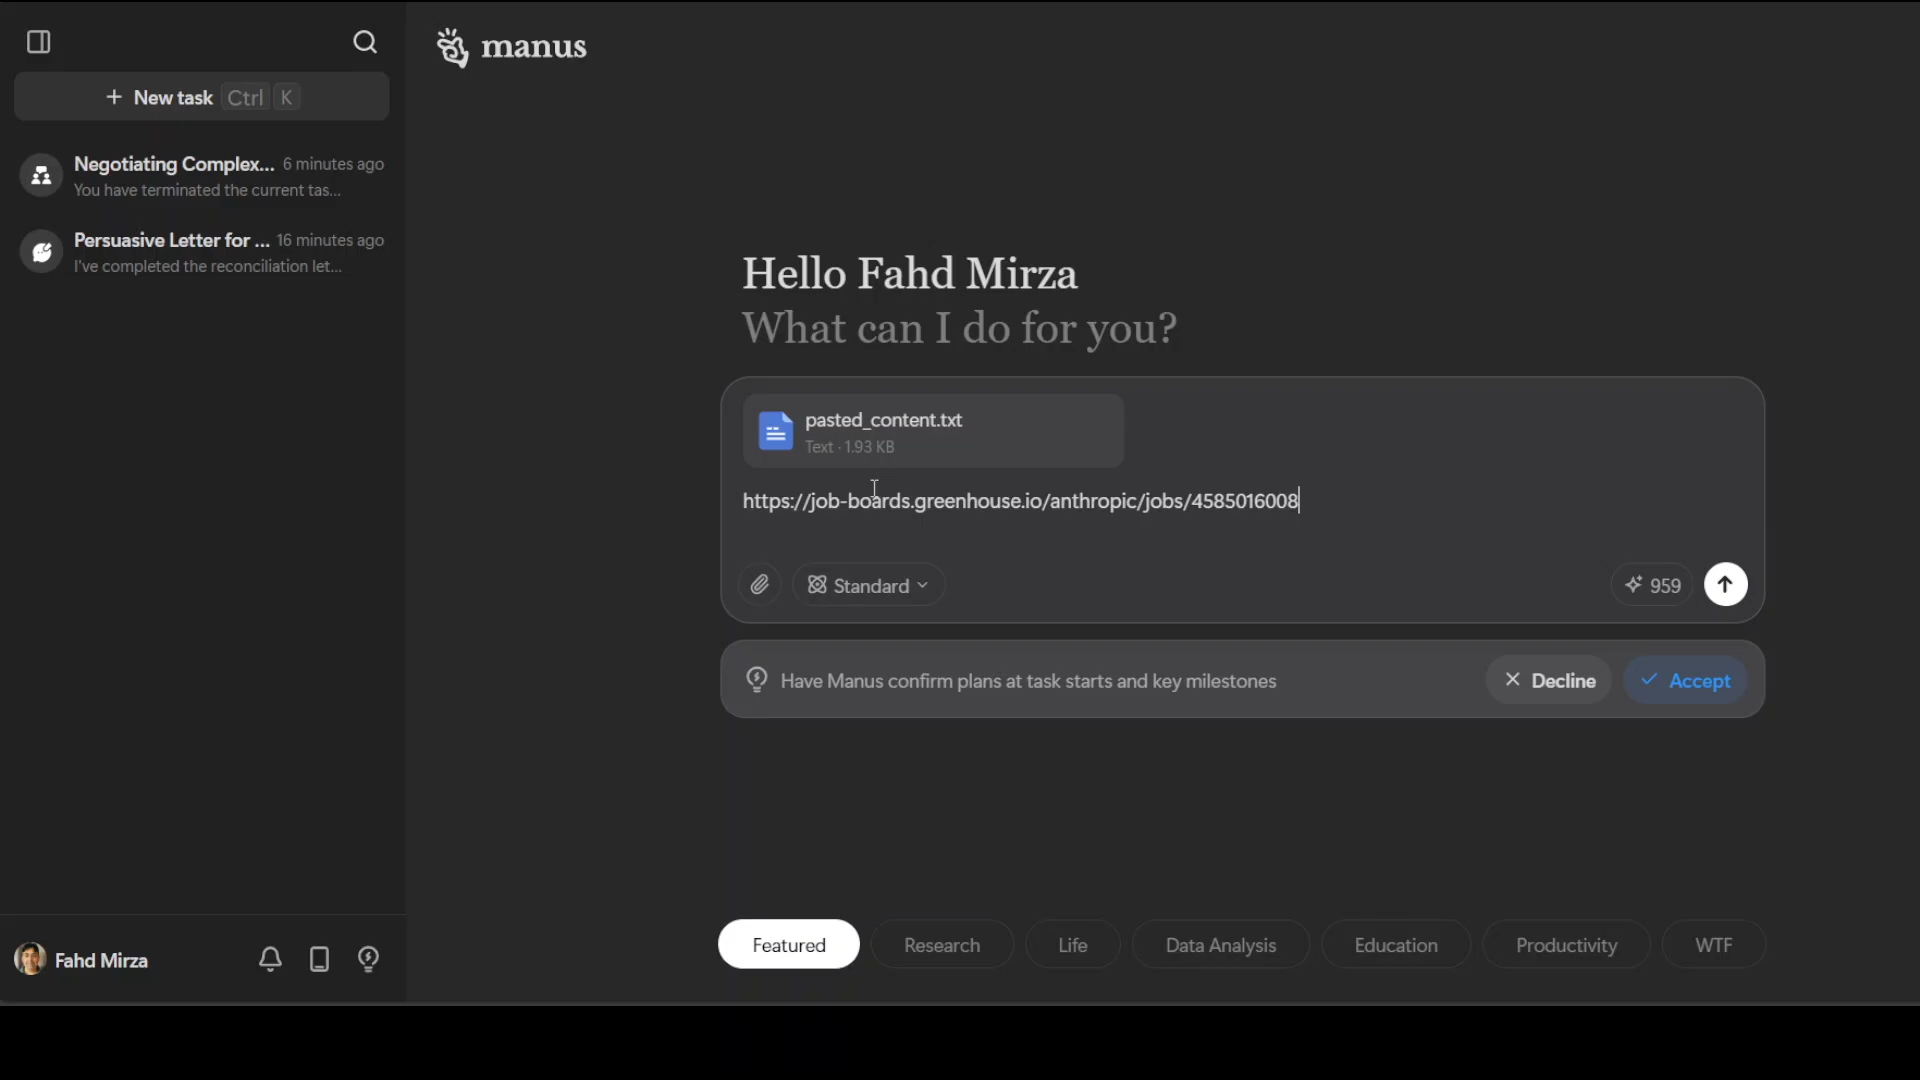 manus
+ New task Ctrl K
Negotiating Complex... 6 minutes ago
You have terminated the current tas...
Persuasive Letter for ... 16 minutes ago
I've completed the reconciliation let...
Hello Fahd Mirza
What can I do for you?
pasted_content.txt
Text · 1.93 KB
https://job-boards.greenhouse.io/anthropic/jobs/4585016008
Standard
959
Have Manus confirm plans at task starts and key milestones
Decline
Accept
Featured
Research
Life
Data Analysis
Education
Productivity
WTF
Fahd Mirza